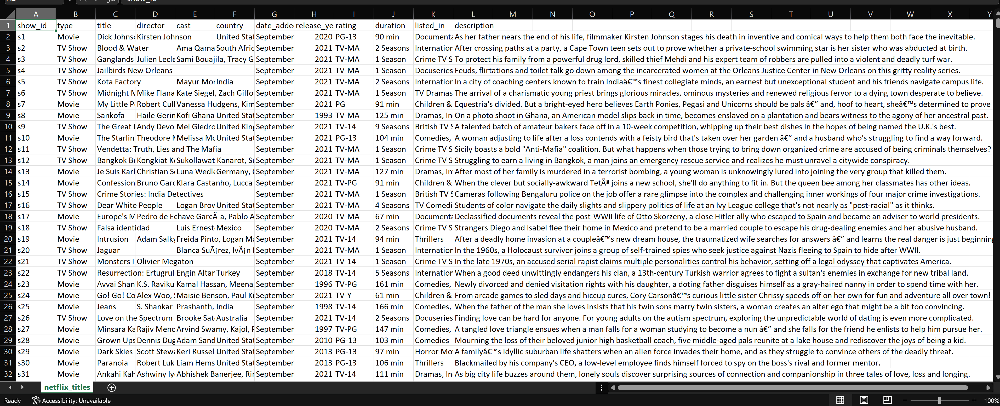 A B C D E F G H I J K L M N O P Q R S T U V W X Y
1 show_id type title director cast country date_added release_ye rating duration listed_in description
2 s1 Movie Dick Johnso Kirsten Johnson United Stat September 2020 PG-13 90 min Documenta As her father nears the end of his life, filmmaker Kirsten Johnson stages his death in inventive and comical ways to help them both face the inevitable.
3 s2 TV Show Blood & Water Ama Qama South Afric September 2021 TV-MA 2 Seasons Internation After crossing paths at a party, a Cape Town teen sets out to prove whether a private-school swimming star is her sister who was abducted at birth.
4 s3 TV Show Ganglands Julien Lecle Sami Bouajila, Tracy G September 2021 TV-MA 1 Season Crime TV S To protect his family from a powerful drug lord, skilled thief Mehdi and his expert team of robbers are pulled into a violent and deadly turf war.
5 s4 TV Show Jailbirds New Orleans September 2021 TV-MA 1 Season Docuseries Feuds, flirtations and toilet talk go down among the incarcerated women at the Orleans Justice Center in New Orleans on this gritty reality series.
6 s5 TV Show Kota Factory Mayur Mor India September 2021 TV-MA 2 Seasons Internation In a city of coaching centers known to train Indiaâ€™s finest collegiate minds, an earnest but unexceptional student and his friends navigate campus life.
7 s6 TV Show Midnight M Mike Flana Kate Siegel, Zach Gilfor September 2021 TV-MA 1 Season TV Dramas The arrival of a charismatic young priest brings glorious miracles, ominous mysteries and renewed religious fervor to a dying town desperate to believe.
8 s7 Movie My Little Po Robert Cull Vanessa Hudgens, Kim September 2021 PG 91 min Children & Equestria's divided. But a bright-eyed hero believes Earth Ponies, Pegasi and Unicorns should be pals â€” and, hoof to heart, sheâ€™s determined to prove
9 s8 Movie Sankofa Haile Gerin Kofi Ghana United Stat September 1993 TV-MA 125 min Dramas, In On a photo shoot in Ghana, an American model slips back in time, becomes enslaved on a plantation and bears witness to the agony of her ancestral past.
10 s9 TV Show The Great B Andy Devo Mel Giedro United King September 2021 TV-14 9 Seasons British TV S A talented batch of amateur bakers face off in a 10-week competition, whipping up their best dishes in the hopes of being named the U.K.'s best.
11 s10 Movie The Starlin Theodore M Melissa Mc United Stat September 2021 PG-13 104 min Comedies, A woman adjusting to life after a loss contends with a feisty bird that's taken over her garden â€” and a husband who's struggling to find a way forward.
12 s11 TV Show Vendetta: Truth, Lies and The Mafia September 2021 TV-MA 1 Season Crime TV S Sicily boasts a bold "Anti-Mafia" coalition. But what happens when those trying to bring down organized crime are accused of being criminals themselves?
13 s12 TV Show Bangkok Br Kongkiat Ko Sukollawat Kanarot, Su September 2021 TV-MA 1 Season Crime TV S Struggling to earn a living in Bangkok, a man joins an emergency rescue service and realizes he must unravel a citywide conspiracy.
14 s13 Movie Je Suis Karl Christian Sc Luna Wedle Germany, C September 2021 TV-MA 127 min Dramas, Int After most of her family is murdered in a terrorist bombing, a young woman is unknowingly lured into joining the very group that killed them.
15 s14 Movie Confession Bruno Garo Klara Castanho, Lucca September 2021 TV-PG 91 min Children & When the clever but socially-awkward TetÃª joins a new school, she'll do anything to fit in. But the queen bee among her classmates has other ideas.
16 s15 TV Show Crime Stories: India Detectives September 2021 TV-MA 1 Season British TV S Cameras following Bengaluru police on the job offer a rare glimpse into the complex and challenging inner workings of four major crime investigations.
17 s16 TV Show Dear White People Logan Brow United Stat September 2021 TV-MA 4 Seasons TV Comedi Students of color navigate the daily slights and slippery politics of life at an Ivy League college that's not nearly as "post-racial" as it thinks.
18 s17 Movie Europe's M Pedro de Echave GarcÃ-a, Pablo A September 2020 TV-MA 67 min Documenta Declassified documents reveal the post-WWII life of Otto Skorzeny, a close Hitler ally who escaped to Spain and became an adviser to world presidents.
19 s18 TV Show Falsa identidad Luis Ernest Mexico September 2020 TV-MA 2 Seasons Crime TV S Strangers Diego and Isabel flee their home in Mexico and pretend to be a married couple to escape his drug-dealing enemies and her abusive husband.
20 s19 Movie Intrusion Adam Salky Freida Pinto, Logan Ma September 2021 TV-14 94 min Thrillers After a deadly home invasion at a coupleâ€™s new dream house, the traumatized wife searches for answers â€” and learns the real danger is just beginning
21 s20 TV Show Jaguar Blanca SuÃ¡rez, IvÃ¡n M September 2021 TV-MA 1 Season Internation In the 1960s, a Holocaust survivor joins a group of self-trained spies who seek justice against Nazis fleeing to Spain to hide after WWII.
22 s21 TV Show Monsters I Olivier Megaton September 2021 TV-14 1 Season Crime TV S In the late 1970s, an accused serial rapist claims multiple personalities control his behavior, setting off a legal odyssey that captivates America.
23 s22 TV Show Resurrection: Ertugrul Engin Altan Turkey September 2018 TV-14 5 Seasons Internation When a good deed unwittingly endangers his clan, a 13th-century Turkish warrior agrees to fight a sultan's enemies in exchange for new tribal land.
24 s23 Movie Avvai Shan K.S. Raviku Kamal Hassan, Meena, September 1996 TV-PG 161 min Comedies, Newly divorced and denied visitation rights with his daughter, a doting father disguises himself as a gray-haired nanny in order to spend time with her.
25 s24 Movie Go! Go! Co Alex Woo, S Maisie Benson, Paul Ki September 2021 TV-Y 61 min Children & From arcade games to sled days and hiccup cures, Cory Carsonâ€™s curious little sister Chrissy speeds off on her own for fun and adventure all over town!
26 s25 Movie Jeans S. Shankar Prashanth, India September 1998 TV-14 166 min Comedies, When the father of the man she loves insists that his twin sons marry twin sisters, a woman creates an alter ego that might be a bit too convincing.
27 s26 TV Show Love on the Spectrum Brooke Sat Australia September 2021 TV-14 2 Seasons Docuseries Finding love can be hard for anyone. For young adults on the autism spectrum, exploring the unpredictable world of dating is even more complicated.
28 s27 Movie Minsara Ka Rajiv Meno Arvind Swamy, Kajol, P September 1997 TV-PG 147 min Comedies, A tangled love triangle ensues when a man falls for a woman studying to become a nun â€” and she falls for the friend he enlists to help him pursue her.
29 s28 Movie Grown Ups Dennis Dug Adam Sand United Stat September 2010 PG-13 103 min Comedies Mourning the loss of their beloved junior high basketball coach, five middle-aged pals reunite at a lake house and rediscover the joys of being a kid.
30 s29 Movie Dark Skies Scott Stewa Keri Russel United Stat September 2013 PG-13 97 min Horror Mov A familyâ€™s idyllic suburban life shatters when an alien force invades their home, and as they struggle to convince others of the deadly threat.
31 s30 Movie Paranoia Robert Luk Liam Hems United Stat September 2013 PG-13 106 min Thrillers Blackmailed by his company's CEO, a low-level employee finds himself forced to spy on the boss's rival and former mentor.
32 s31 Movie Ankahi Kah Ashwiny Iy Abhishek Banerjee, Rin September 2021 TV-14 111 min Dramas, In As big city life buzzes around them, lonely souls discover surprising sources of connection and companionship in three tales of love, loss and longing.
netflix_titles
Ready Accessibility: Unavailable 100%